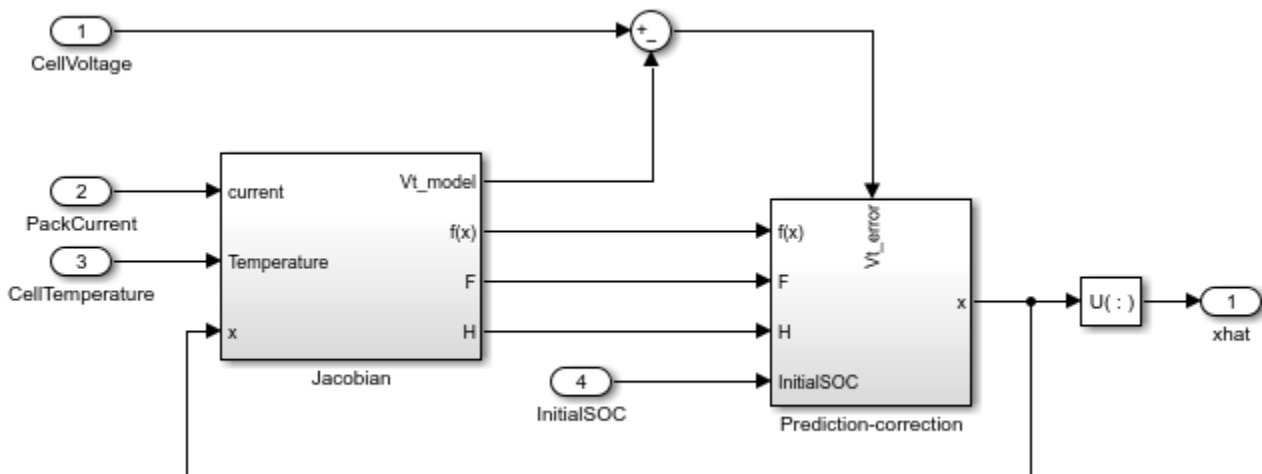 1
CellVoltage
+
−
2
PackCurrent
3
CellTemperature
current
Temperature
x
Vt_model
f(x)
F
H
Jacobian
4
InitialSOC
Vt_error
f(x)
F
H
InitialSOC
x
Prediction-correction
U( : )
1
xhat